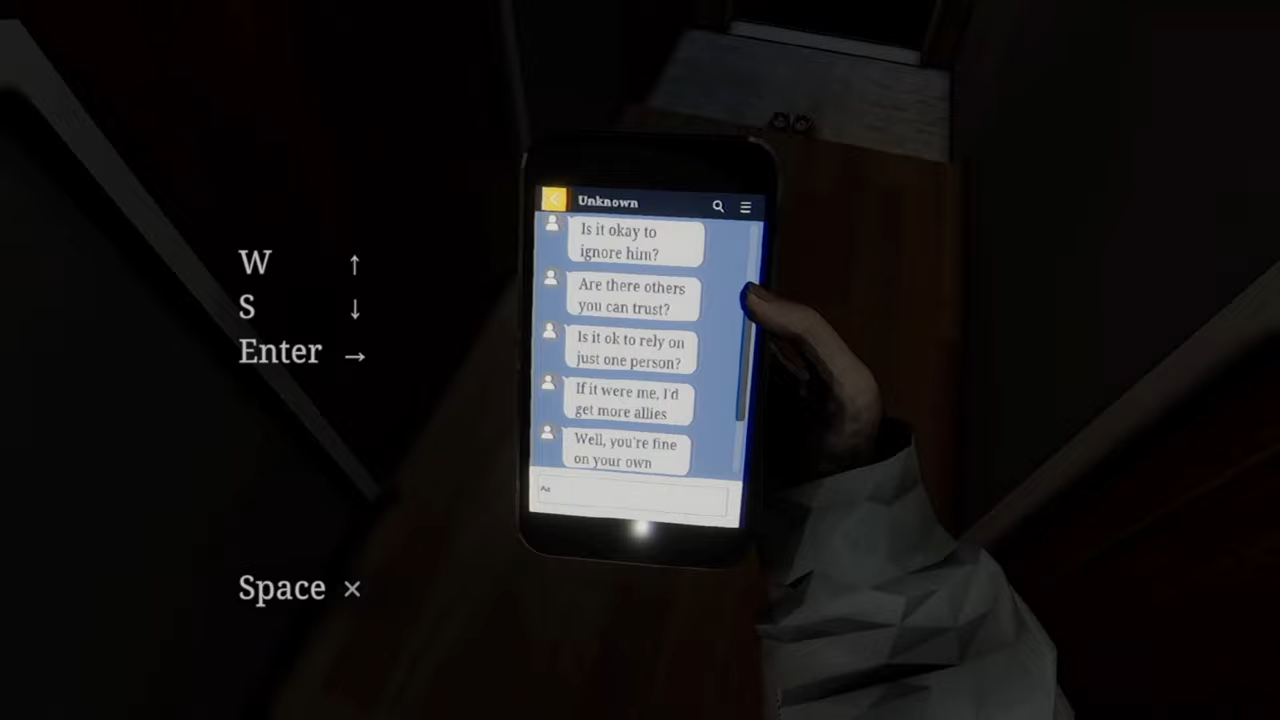 Unknown
Is it okay to
ignore him?
Are there others
you can trust?
Is it ok to rely on
just one person?
If it were me, I'd
get more allies
Well, you're fine
on your own
Aa
W ↑
S ↓
Enter →
Space ×